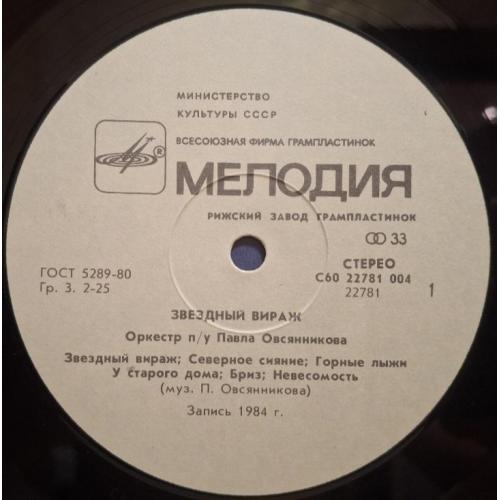 МИНИСТЕРСТВО
КУЛЬТУРЫ СССР
ВСЕСОЮЗНАЯ ФИРМА ГРАМПЛАСТИНОК
®
МЕЛОДИЯ
РИЖСКИЙ ЗАВОД ГРАМПЛАСТИНОК
33
ГОСТ 5289-80
Гр. 3. 2-25
СТЕРЕО
С60 22781 004
22781
1
ЗВЕЗДНЫЙ ВИРАЖ
Оркестр п/у Павла Овсянникова
Звездный вираж; Северное сияние; Горные лыжи
У старого дома; Бриз; Невесомость
(муз. П. Овсянникова)
Запись 1984 г.